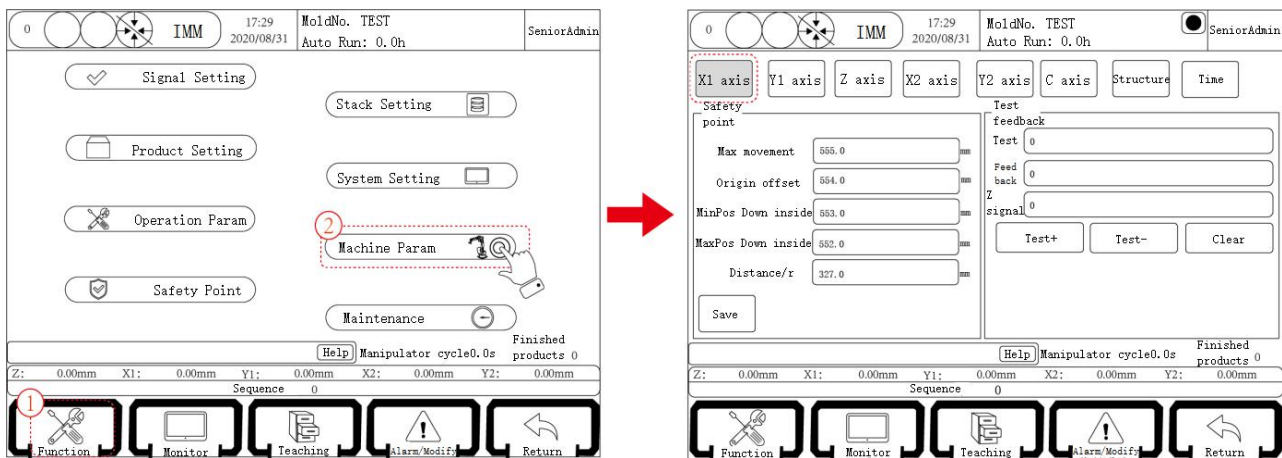 0
IMM
17:29
2020/08/31
MoldNo. TEST
Auto Run: 0.0h
SeniorAdmin
Signal Setting
Stack Setting
Product Setting
System Setting
Operation Param
2
Machine Param
Safety Point
Maintenance
Help
Manipulator cycle0.0s
Finished
products 0
Z: 0.00mm X1: 0.00mm Y1: 0.00mm X2: 0.00mm Y2: 0.00mm
Sequence 0
1
Function
Monitor
Teaching
Alarm/Modify
Return
0
IMM
17:29
2020/08/31
MoldNo. TEST
Auto Run: 0.0h
SeniorAdmin
X1 axis
Y1 axis
Z axis
X2 axis
Y2 axis
C axis
Structure
Time
Safety
point
Max movement 555.0 mm
Origin offset 554.0 mm
MinPos Down inside 553.0 mm
MaxPos Down inside 552.0 mm
Distance/r 327.0 mm
Save
Test
feedback
Test 0
Feed
back 0
Z
signal 0
Test+
Test-
Clear
Help
Manipulator cycle0.0s
Finished
products 0
Z: 0.00mm X1: 0.00mm Y1: 0.00mm X2: 0.00mm Y2: 0.00mm
Sequence 0
Function
Monitor
Teaching
Alarm/Modify
Return